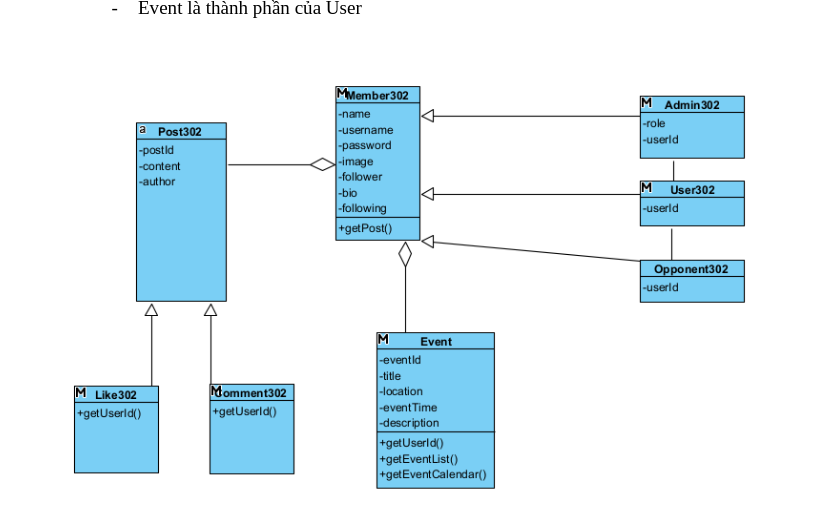 - Event là thành phần của User
Member302
-name
-username
-password
-image
-follower
-bio
-following
+getPost()
Post302
-postId
-content
-author
Admin302
-role
-userId
User302
-userId
Opponent302
-userId
Event
-eventId
-title
-location
-eventTime
-description
+getUserId()
+getEventList()
+getEventCalendar()
Like302
+getUserId()
Comment302
+getUserId()